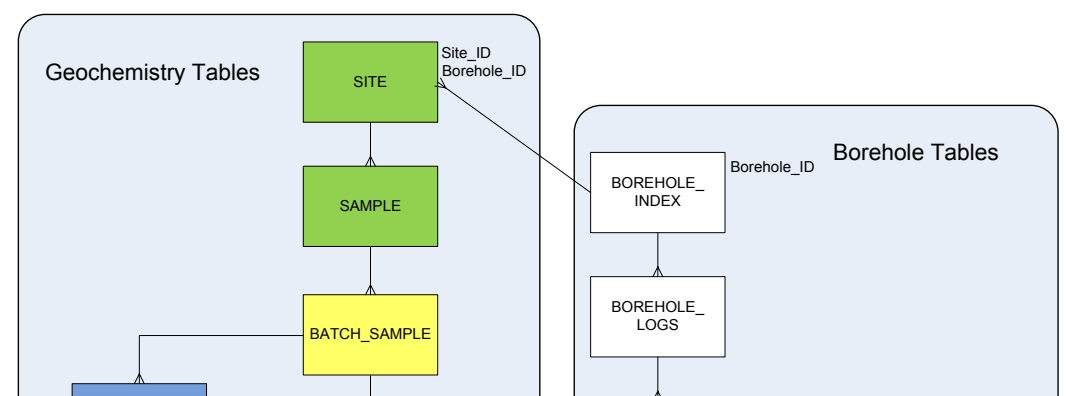 Geochemistry Tables
SITE
Site_ID
Borehole_ID
SAMPLE
BATCH_SAMPLE
Borehole Tables
BOREHOLE_
INDEX
Borehole_ID
BOREHOLE_
LOGS